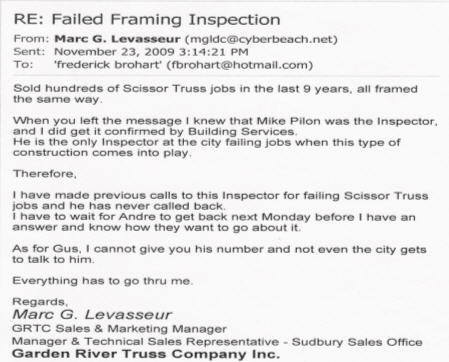 RE: Failed Framing Inspection
From: Marc G. Levasseur (mgldc@cyberbeach.net)
Sent: November 23, 2009 3:14:21 PM
To: 'frederick brohart' (fbrohart@hotmail.com)
Sold hundreds of Scissor Truss jobs in the last 9 years, all framed
the same way.
When you left the message I knew that Mike Pilon was the Inspector,
and I did get it confirmed by Building Services.
He is the only Inspector at the city failing jobs when this type of
construction comes into play.
Therefore,
I have made previous calls to this Inspector for failing Scissor Truss
jobs and he has never called back.
I have to wait for Andre to get back next Monday before I have an
answer and know how they want to go about it.
As for Gus, I cannot give you his number and not even the city gets
to talk to him.
Everything has to go thru me.
Regards,
Marc G. Levasseur
GRTC Sales & Marketing Manager
Manager & Technical Sales Representative - Sudbury Sales Office
Garden River Truss Company Inc.